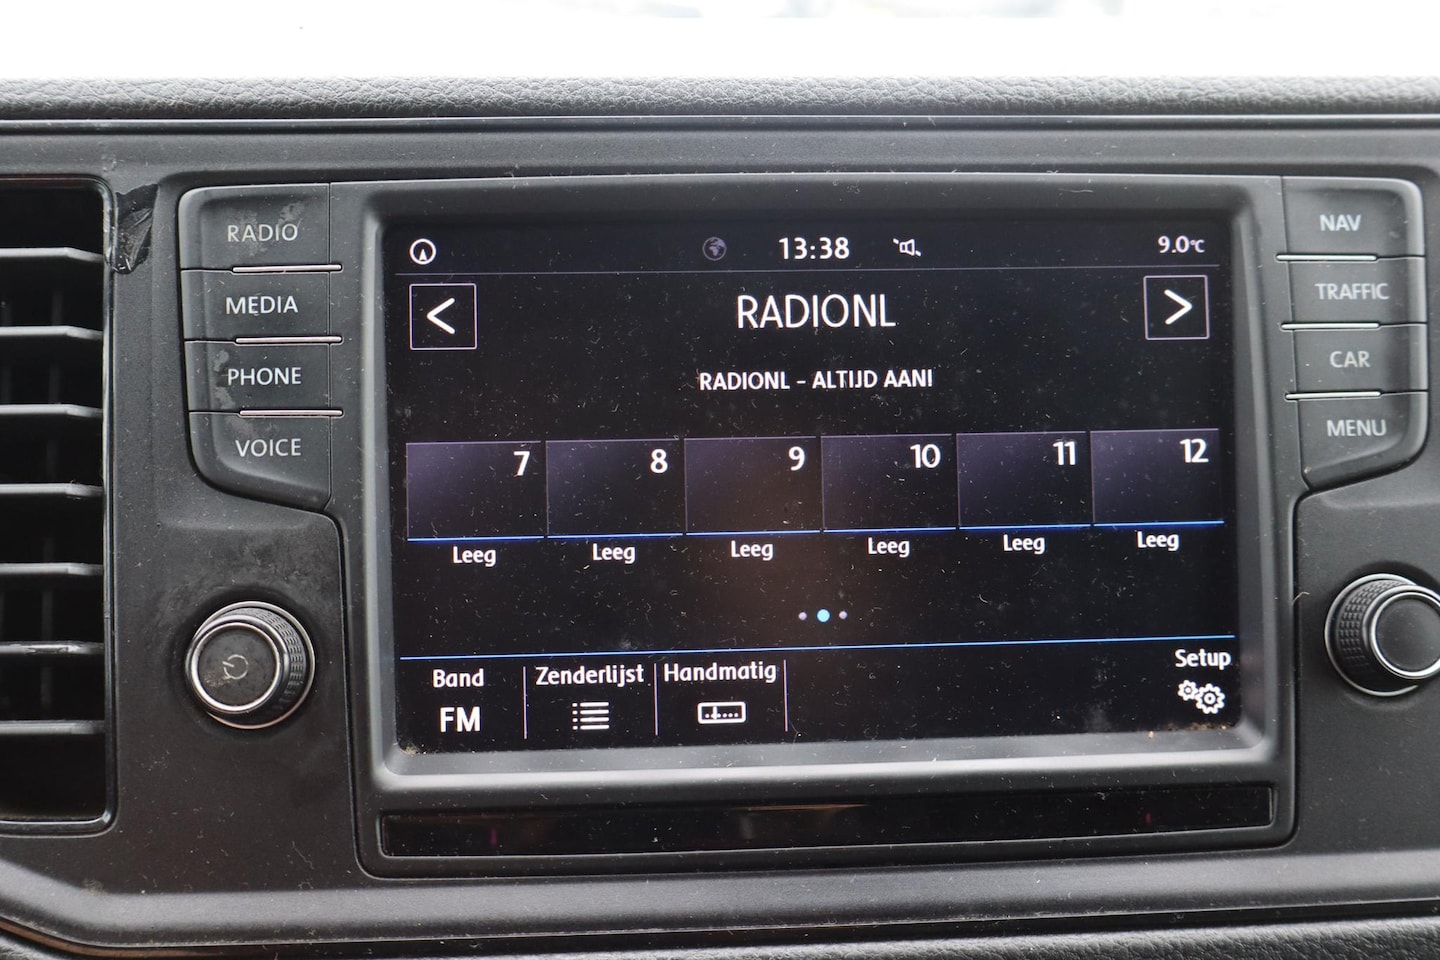 RADIO
MEDIA
PHONE
VOICE
13:38
9.0°C
<
RADIONL
>
RADIONL - ALTIJD AAN!
7
8
9
10
11
12
Leeg
Leeg
Leeg
Leeg
Leeg
Leeg
Band
FM
Zenderlijst
Handmatig
Setup
NAV
TRAFFIC
CAR
MENU